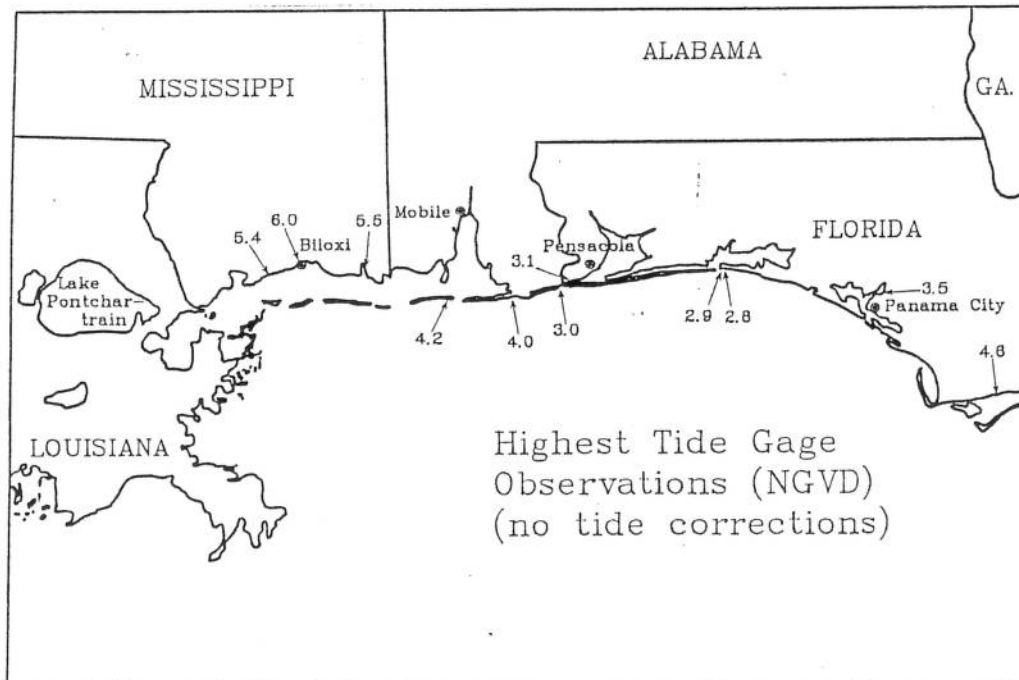 ALABAMA
MISSISSIPPI
GA.
Mobile
6.0
5.5
5.4
Biloxi
FLORIDA
Pensacola
3.1
Lake
Pontchar-
train
3.5
Panama City
4.2
4.0
3.0
2.9
2.8
4.6
LOUISIANA
Highest Tide Gage
Observations (NGVD)
(no tide corrections)